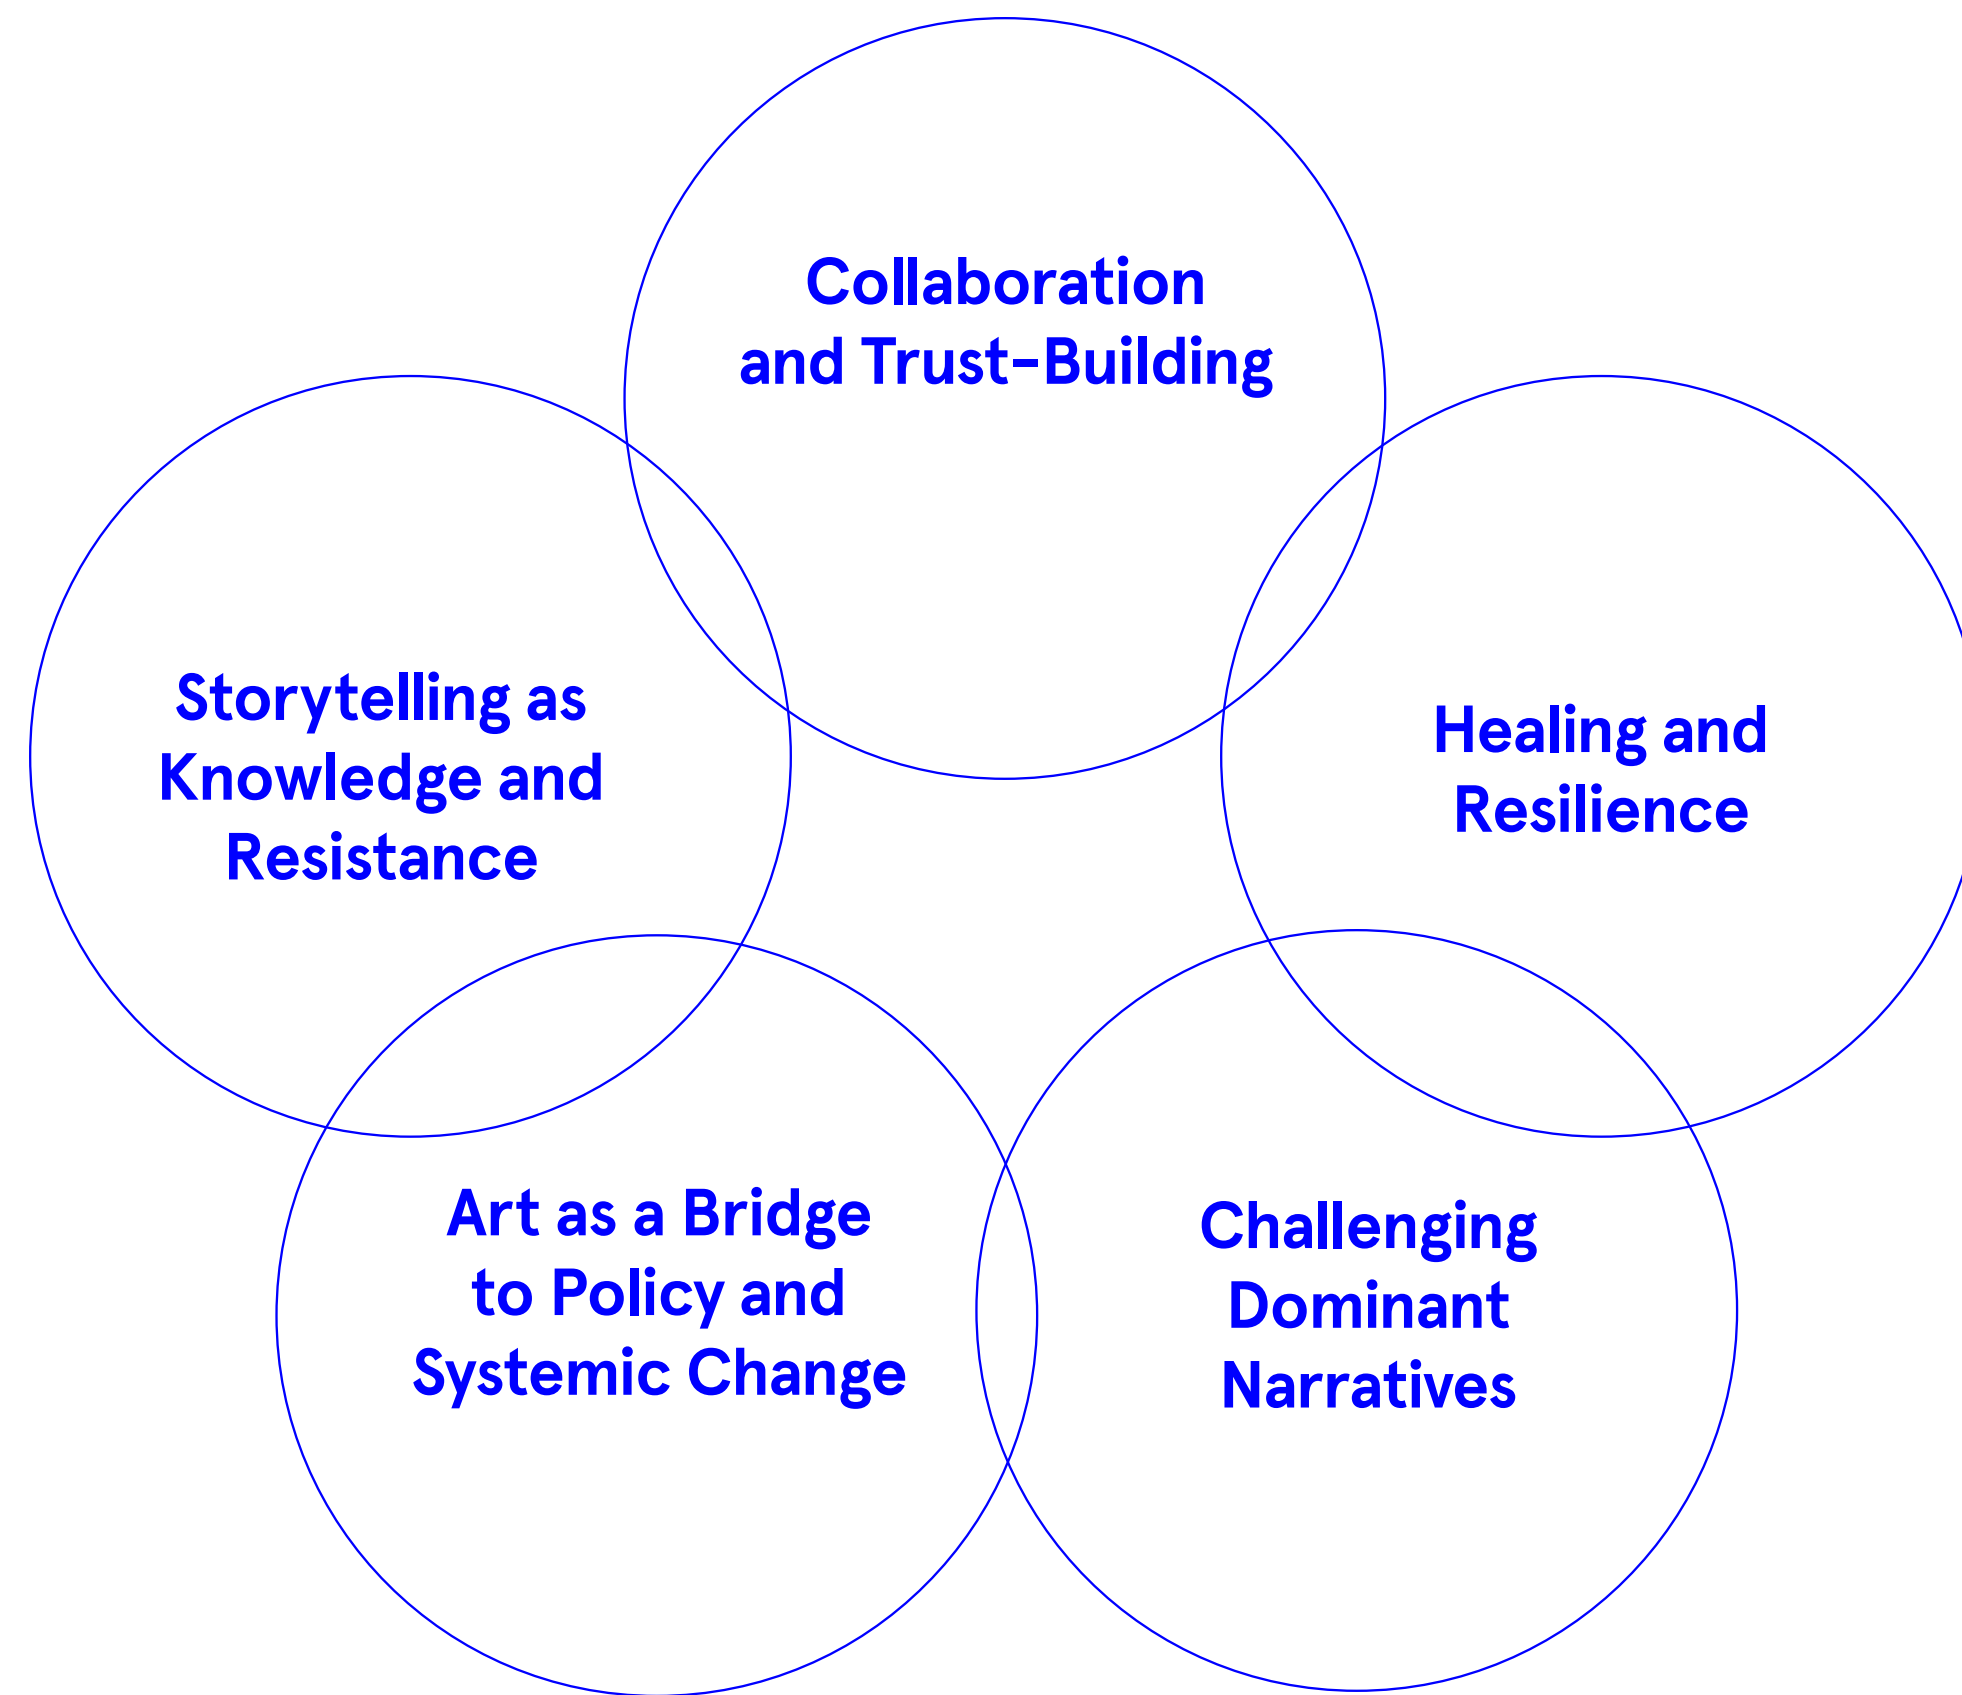 Collaboration
and Trust-Building
Storytelling as
Knowledge and
Resistance
Healing and
Resilience
Art as a Bridge
to Policy and
Systemic Change
Challenging
Dominant
Narratives